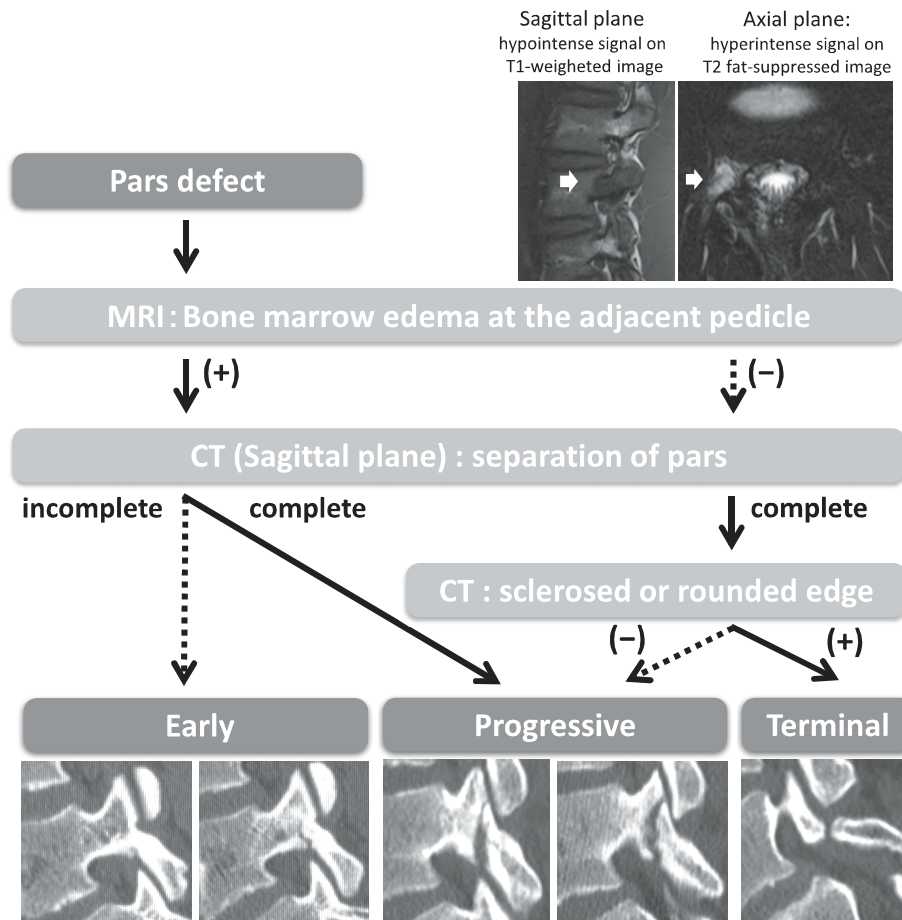 Sagittal plane
hypointense signal on
T1-weigheted image
Axial plane:
hyperintense signal on
T2 fat-suppressed image
Pars defect
MRI : Bone marrow edema at the adjacent pedicle
(+)
(−)
CT (Sagittal plane) : separation of pars
incomplete
complete
complete
CT : sclerosed or rounded edge
(−)
(+)
Early
Progressive
Terminal